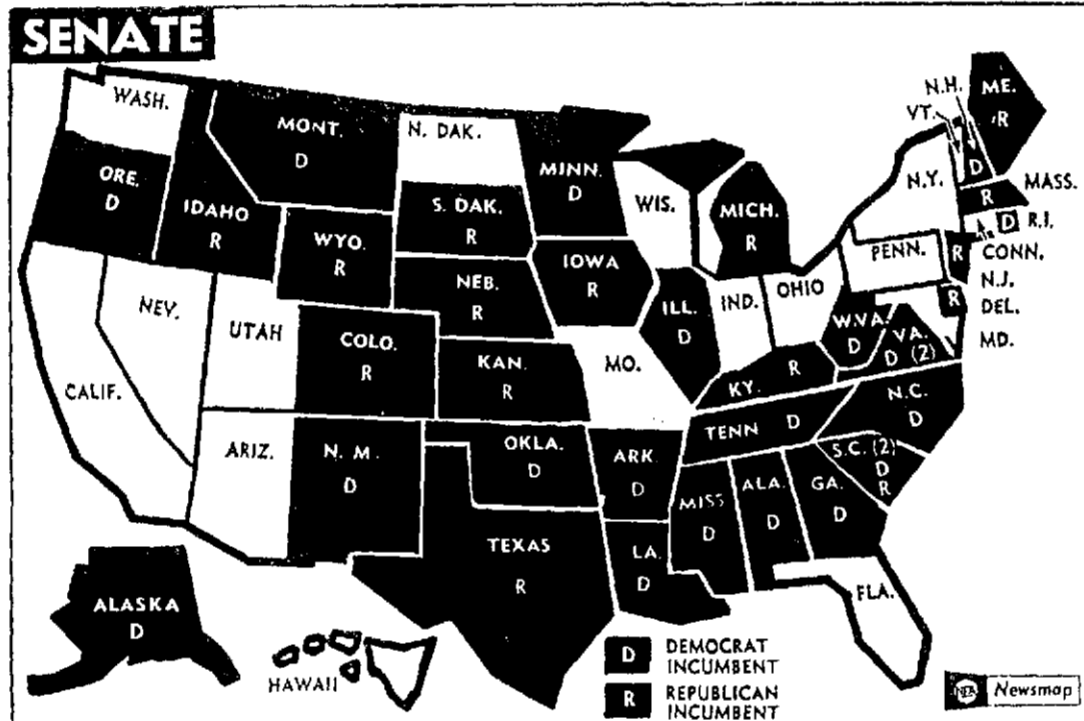 SENATE
WASH.
MONT.
D
N. DAK.
MINN.
D
VT.
N.H.
D
ME.
R
ORE.
D
IDAHO
R
WYO.
R
S. DAK.
R
WIS.
MICH.
R
N.Y.
MASS.
R
R.I.
D
CONN.
NEB.
R
IOWA
R
PENN.
N.J.
R
DEL.
R
MD.
NEV.
UTAH
COLO.
R
KAN.
R
MO.
ILL.
D
IND.
OHIO
W.VA.
D
VA.
D (2)
KY.
R
CALIF.
ARIZ.
N. M.
D
OKLA.
D
ARK.
D
TENN
D
N.C.
D
S.C. (2)
D
R
MISS
D
ALA.
D
GA.
D
TEXAS
R
LA.
D
FLA.
ALASKA
D
HAWAII
D DEMOCRAT
INCUMBENT
R REPUBLICAN
INCUMBENT
NEA Newsmap